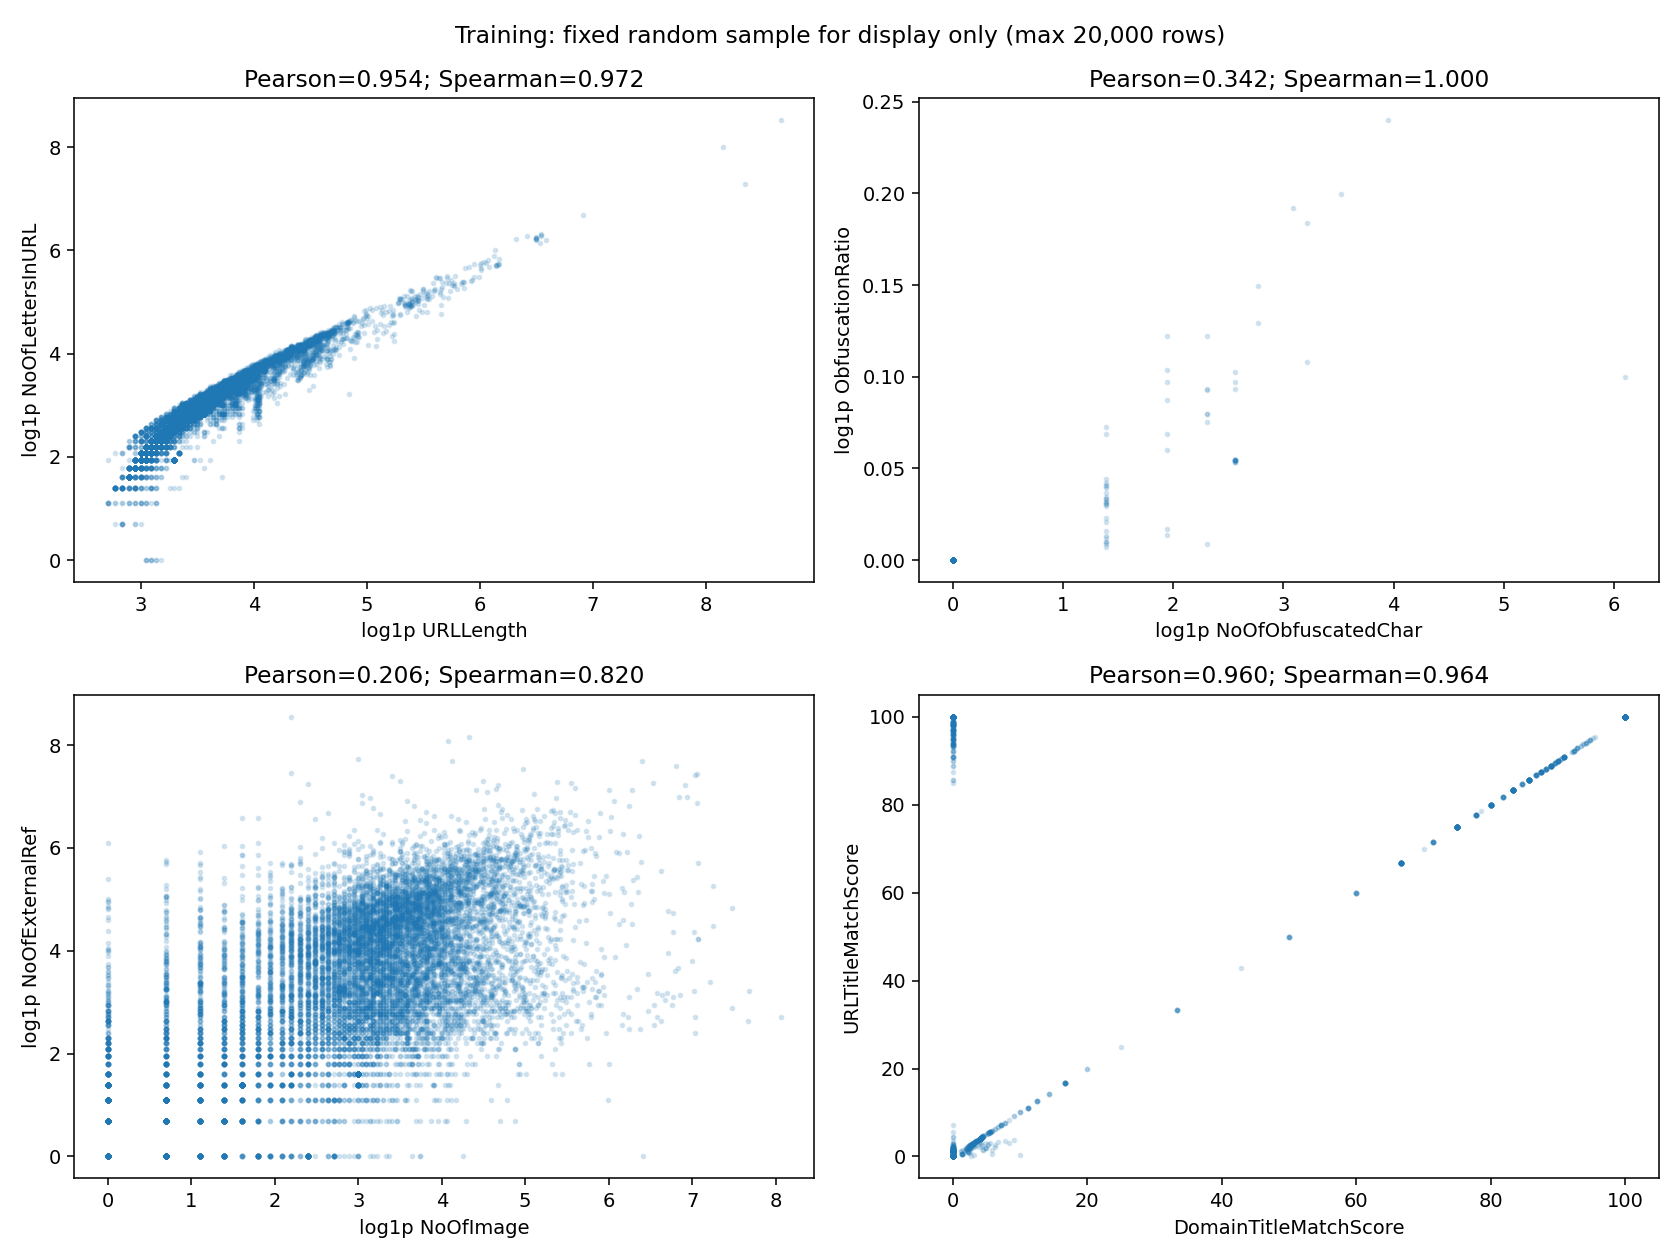 Training: fixed random sample for display only (max 20,000 rows)
Pearson=0.954; Spearman=0.972
8
6
4
2
0
log1p NoOfLettersInURL
3 4 5 6 7 8
log1p URLLength
Pearson=0.342; Spearman=1.000
0.25
0.20
0.15
0.10
0.05
0.00
log1p ObfuscationRatio
0 1 2 3 4 5 6
log1p NoOfObfuscatedChar
Pearson=0.206; Spearman=0.820
8
6
4
2
0
log1p NoOfExternalRef
0 1 2 3 4 5 6 7 8
log1p NoOfImage
Pearson=0.960; Spearman=0.964
100
80
60
40
20
0
URLTitleMatchScore
0 20 40 60 80 100
DomainTitleMatchScore